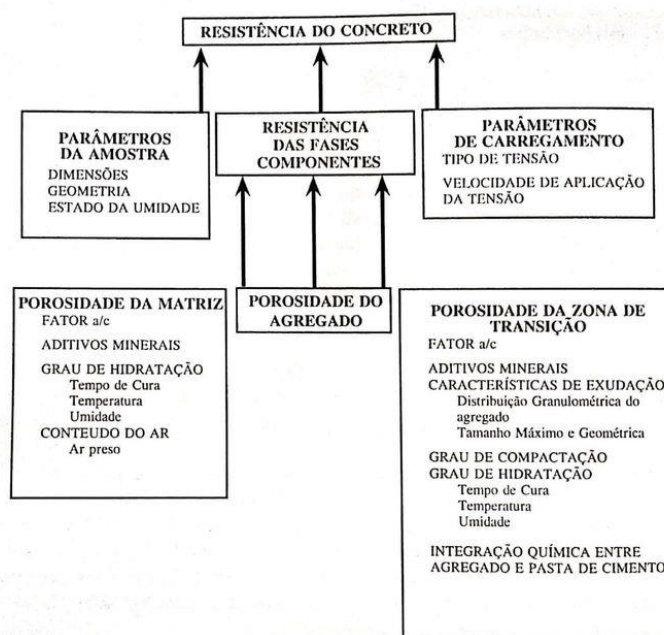 RESISTÊNCIA DO CONCRETO
PARÂMETROS
DA AMOSTRA
DIMENSÕES
GEOMETRIA
ESTADO DA UMIDADE
RESISTÊNCIA
DAS FASES
COMPONENTES
PARÂMETROS
DE CARREGAMENTO
TIPO DE TENSÃO
VELOCIDADE DE APLICAÇÃO
DA TENSÃO
POROSIDADE DA MATRIZ
FATOR a/c
ADITIVOS MINERAIS
GRAU DE HIDRATAÇÃO
Tempo de Cura
Temperatura
Umidade
CONTEUDO DO AR
Ar preso
POROSIDADE DO
AGREGADO
POROSIDADE DA ZONA DE
TRANSIÇÃO
FATOR a/c
ADITIVOS MINERAIS
CARACTERÍSTICAS DE EXUDAÇÃO
Distribuição Granulométrica do
agregado
Tamanho Máximo e Geométrica
GRAU DE COMPACTAÇÃO
GRAU DE HIDRATAÇÃO
Tempo de Cura
Temperatura
Umidade
INTEGRAÇÃO QUÍMICA ENTRE
AGREGADO E PASTA DE CIMENTO